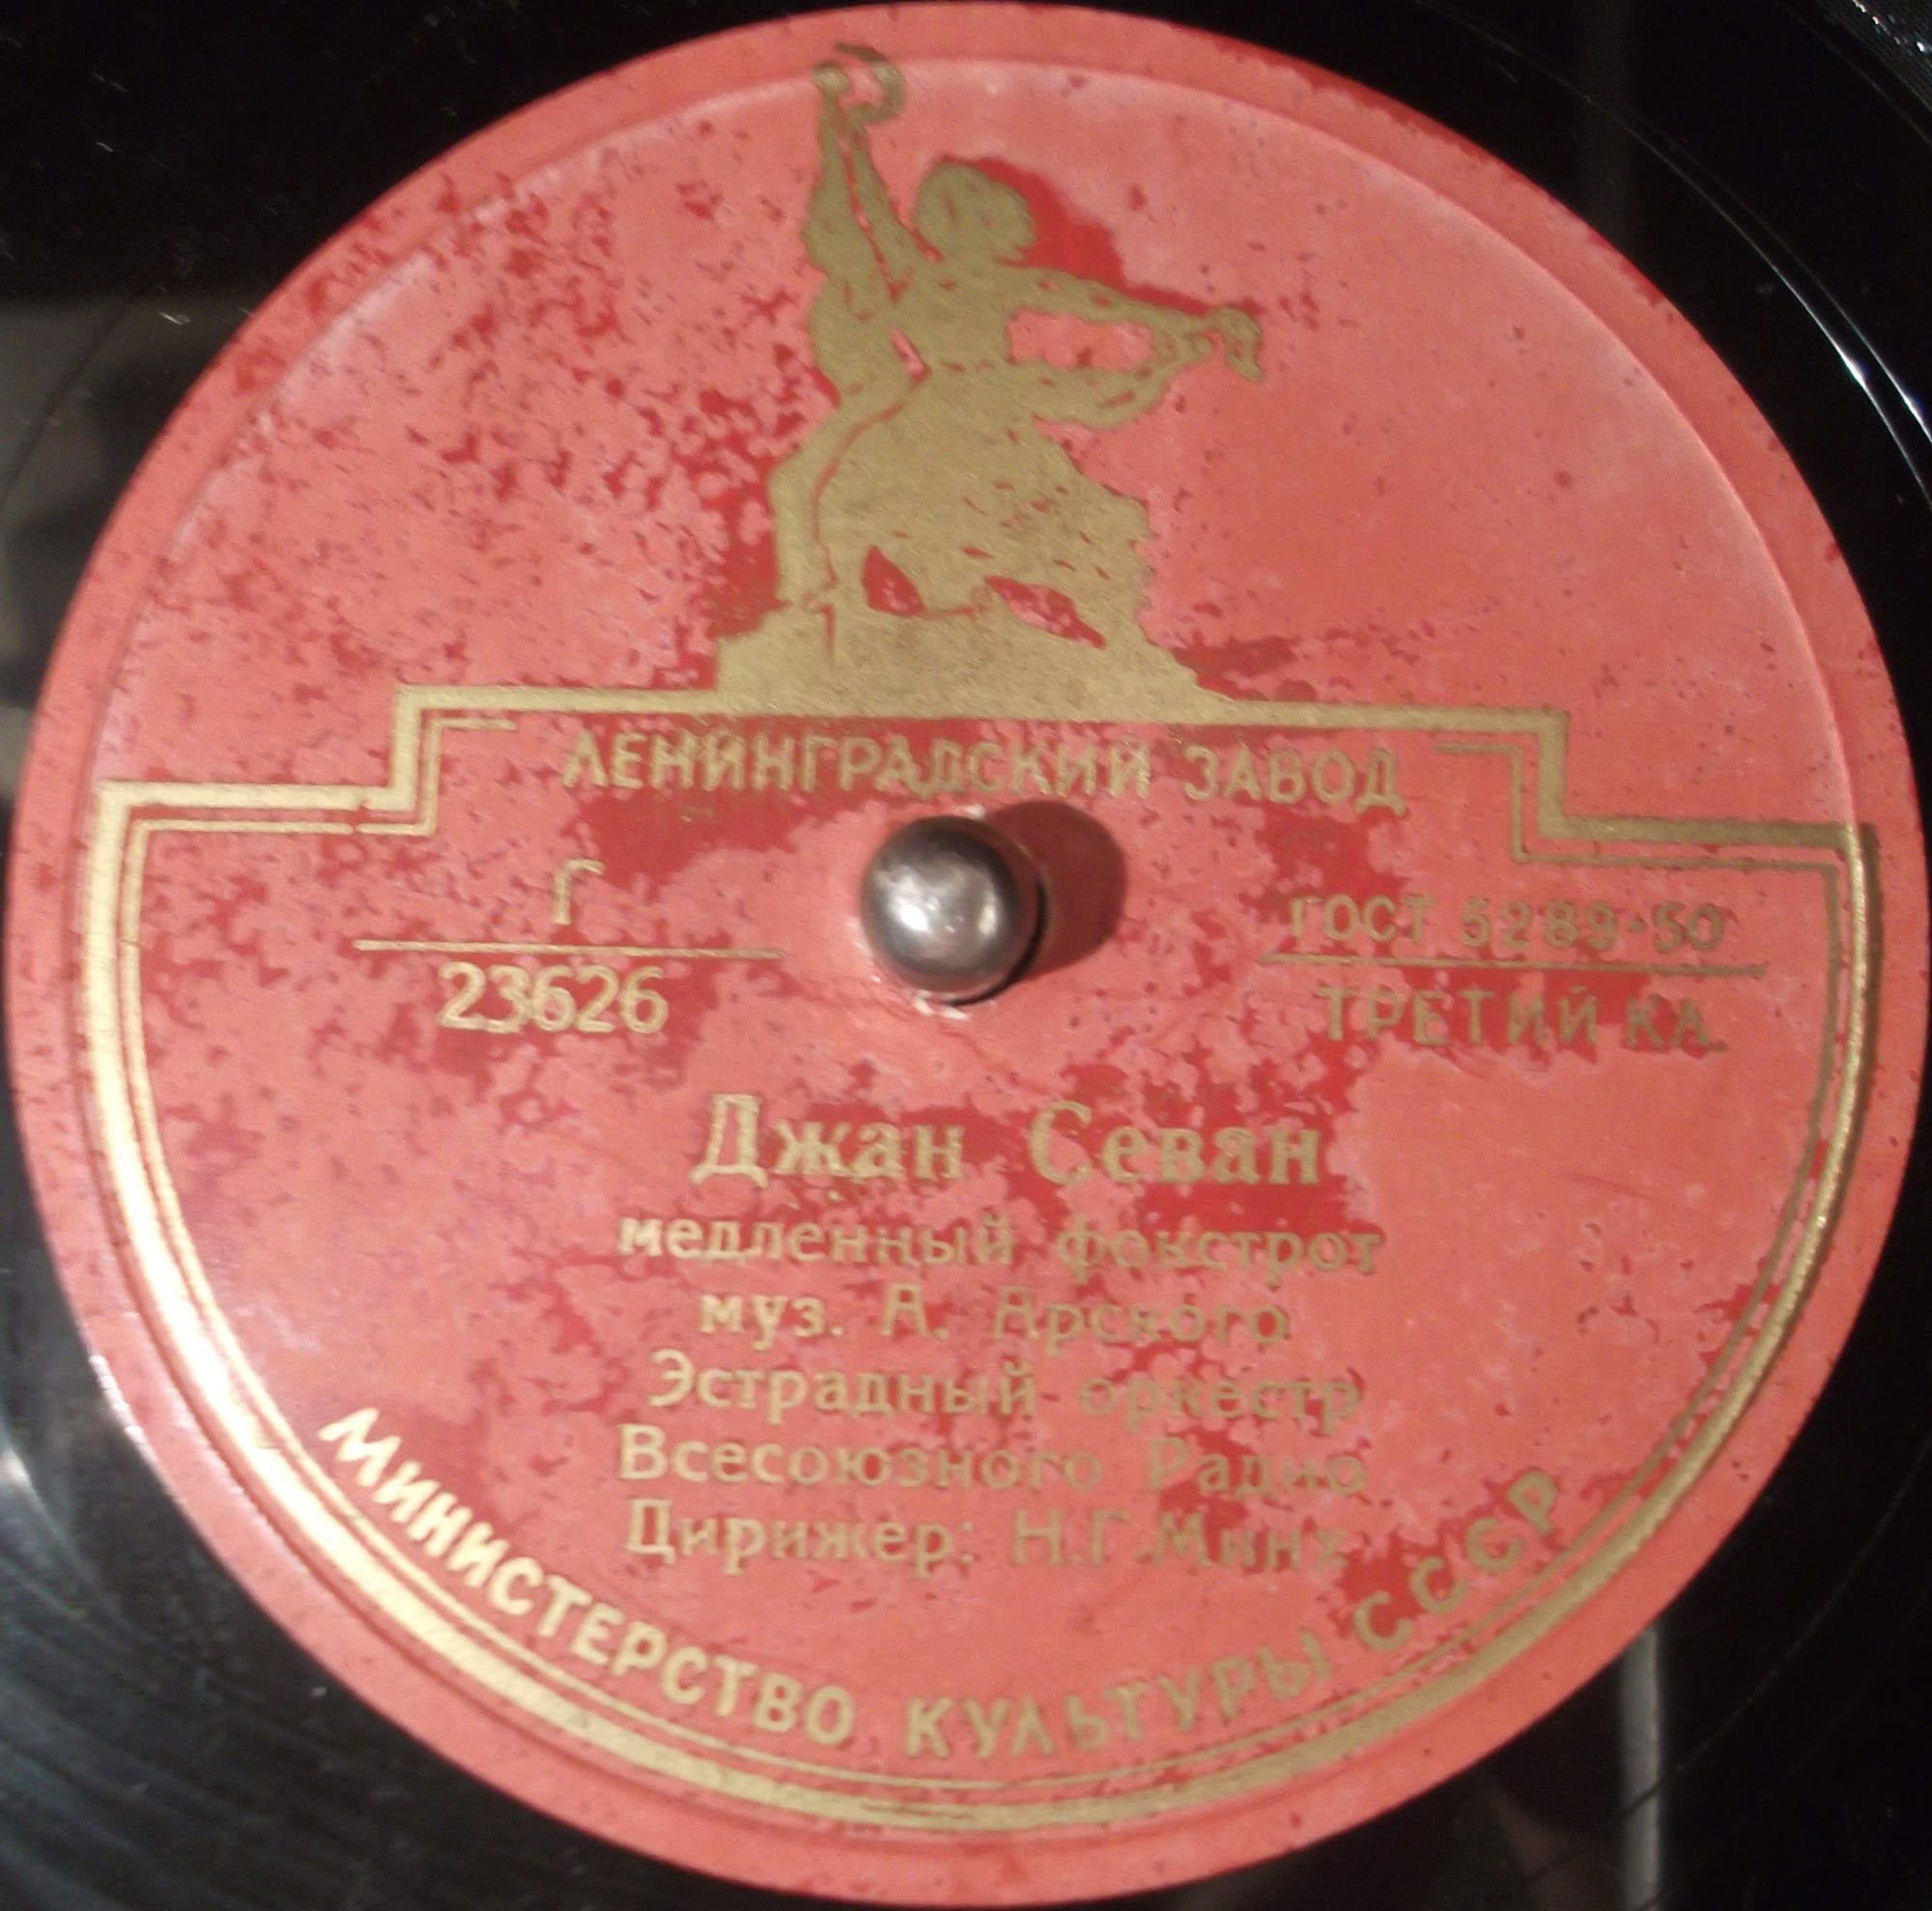 ЛЕНИНГРАДСКИЙ ЗАВОД
Г
23626
ГОСТ 5289-50
ТРЕТИЙ КА.
Джан Севан
медленный фокстрот
муз. А. Арского
Эстрадный оркестр
Всесоюзного Радио
Дирижер: Н.Г.Минх
МИНИСТЕРСТВО КУЛЬТУРЫ СССР